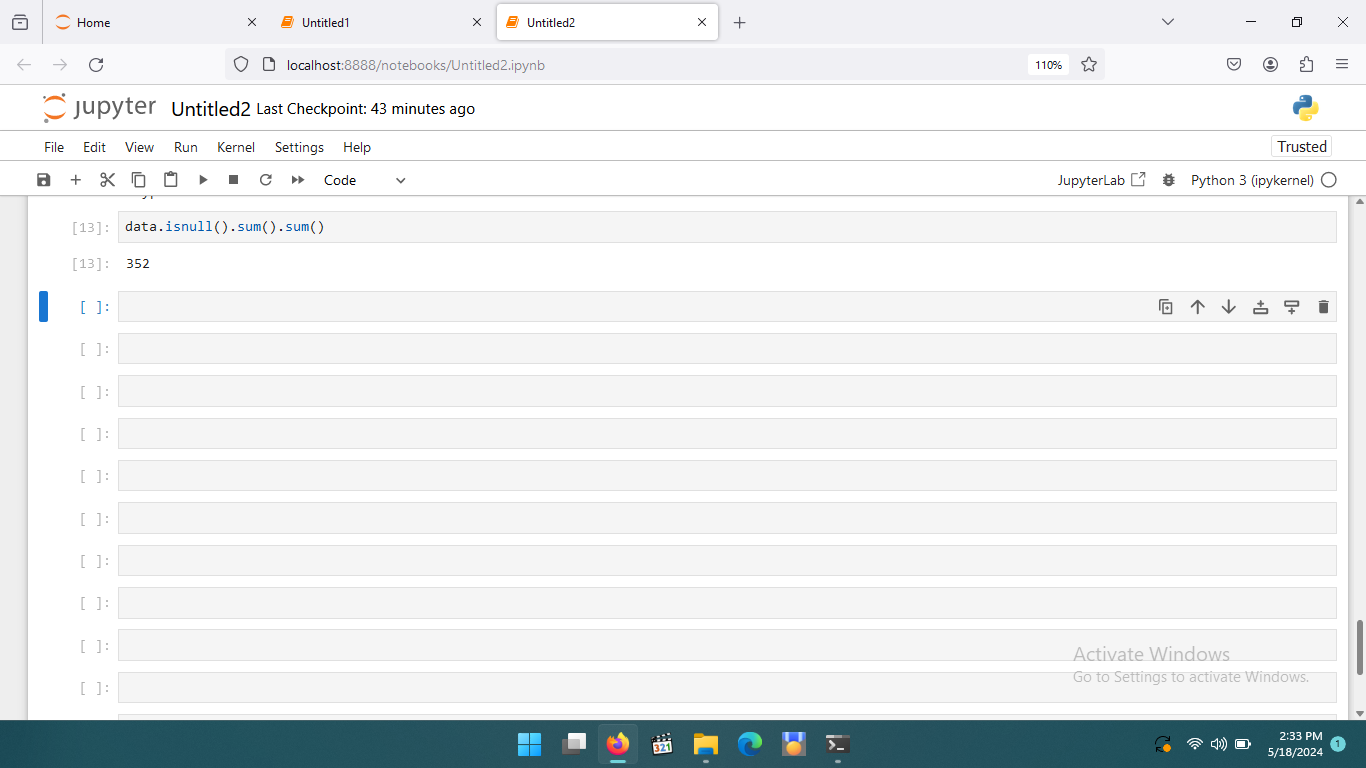 Home
Untitled1
Untitled2
localhost:8888/notebooks/Untitled2.ipynb
110%
jupyter Untitled2 Last Checkpoint: 43 minutes ago
File Edit View Run Kernel Settings Help
Trusted
Code
JupyterLab
Python 3 (ipykernel)
[13]: data.isnull().sum().sum()
[13]: 352
[ ]:
[ ]:
[ ]:
[ ]:
[ ]:
[ ]:
[ ]:
[ ]:
[ ]:
[ ]:
Activate Windows
Go to Settings to activate Windows.
321
2:33 PM
5/18/2024
1